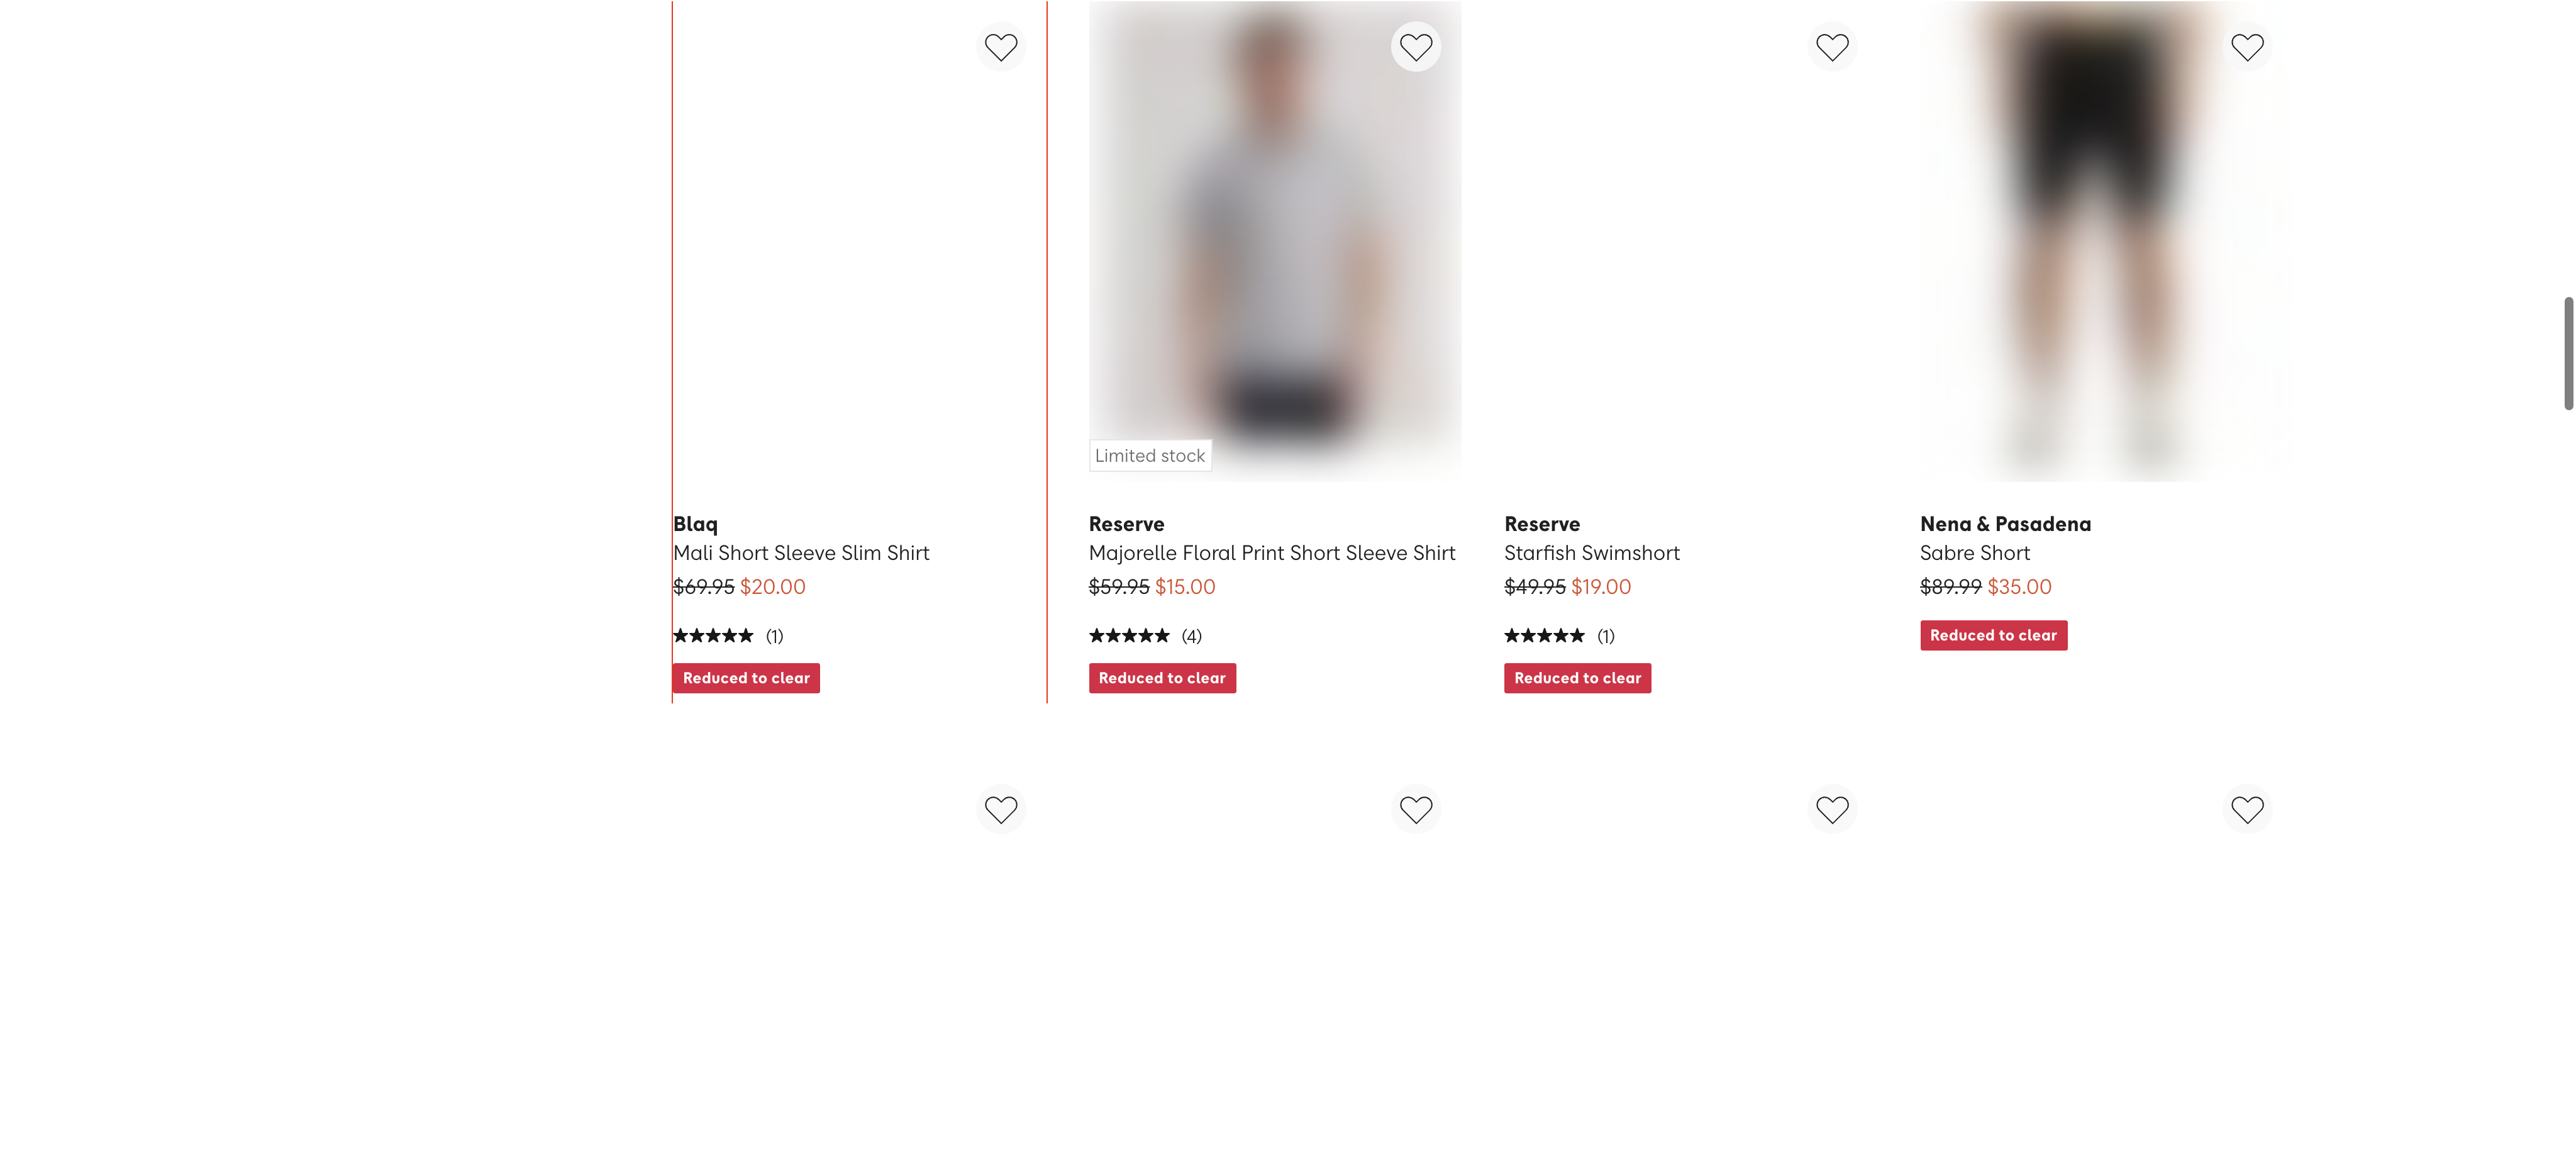 Limited stock
Blaq
Mali Short Sleeve Slim Shirt
$69.95 $20.00
(1)
Reduced to clear
Reserve
Majorelle Floral Print Short Sleeve Shirt
$59.95 $15.00
(4)
Reduced to clear
Reserve
Starfish Swimshort
$49.95 $19.00
(1)
Reduced to clear
Nena & Pasadena
Sabre Short
$89.99 $35.00
Reduced to clear